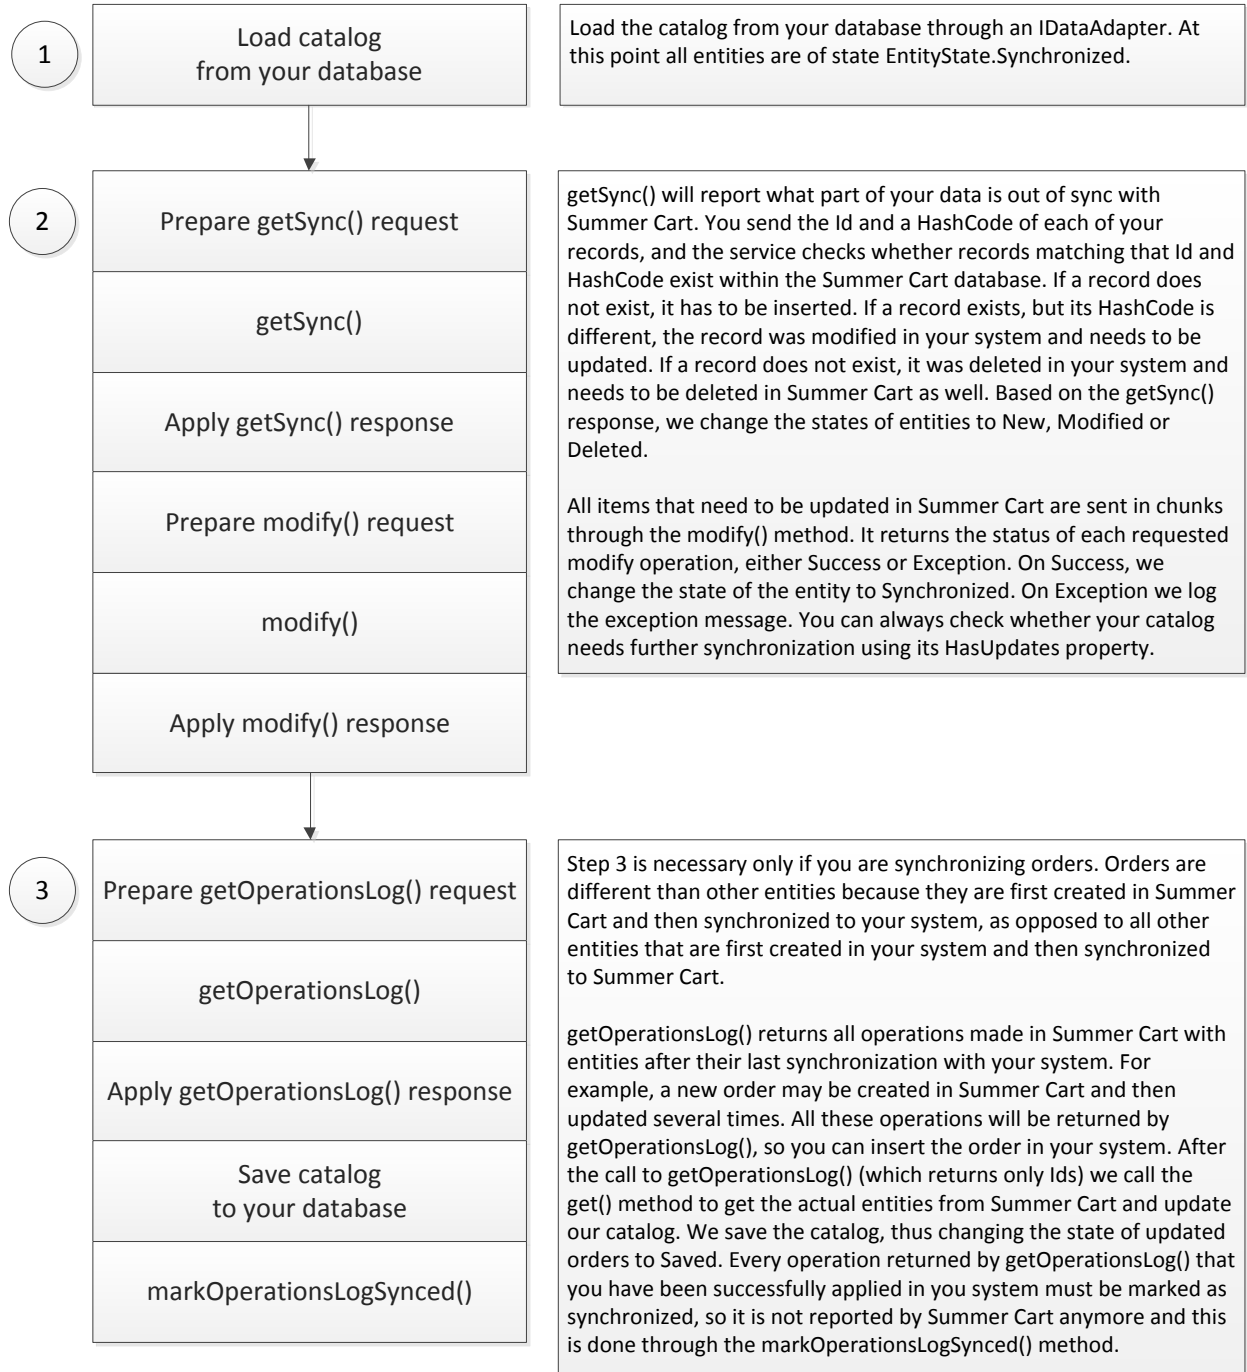 1
Load catalog
from your database
Load the catalog from your database through an IDataAdapter. At
this point all entities are of state EntityState.Synchronized.
2
Prepare getSync() request
getSync()
Apply getSync() response
Prepare modify() request
modify()
Apply modify() response
getSync() will report what part of your data is out of sync with
Summer Cart. You send the Id and a HashCode of each of your
records, and the service checks whether records matching that Id and
HashCode exist within the Summer Cart database. If a record does
not exist, it has to be inserted. If a record exists, but its HashCode is
different, the record was modified in your system and needs to be
updated. If a record does not exist, it was deleted in your system and
needs to be deleted in Summer Cart as well. Based on the getSync()
response, we change the states of entities to New, Modified or
Deleted.
All items that need to be updated in Summer Cart are sent in chunks
through the modify() method. It returns the status of each requested
modify operation, either Success or Exception. On Success, we
change the state of the entity to Synchronized. On Exception we log
the exception message. You can always check whether your catalog
needs further synchronization using its HasUpdates property.
3
Prepare getOperationsLog() request
getOperationsLog()
Apply getOperationsLog() response
Save catalog
to your database
markOperationsLogSynced()
Step 3 is necessary only if you are synchronizing orders. Orders are
different than other entities because they are first created in Summer
Cart and then synchronized to your system, as opposed to all other
entities that are first created in your system and then synchronized
to Summer Cart.
getOperationsLog() returns all operations made in Summer Cart with
entities after their last synchronization with your system. For
example, a new order may be created in Summer Cart and then
updated several times. All these operations will be returned by
getOperationsLog(), so you can insert the order in your system. After
the call to getOperationsLog() (which returns only Ids) we call the
get() method to get the actual entities from Summer Cart and update
our catalog. We save the catalog, thus changing the state of updated
orders to Saved. Every operation returned by getOperationsLog() that
you have been successfully applied in you system must be marked as
synchronized, so it is not reported by Summer Cart anymore and this
is done through the markOperationsLogSynced() method.